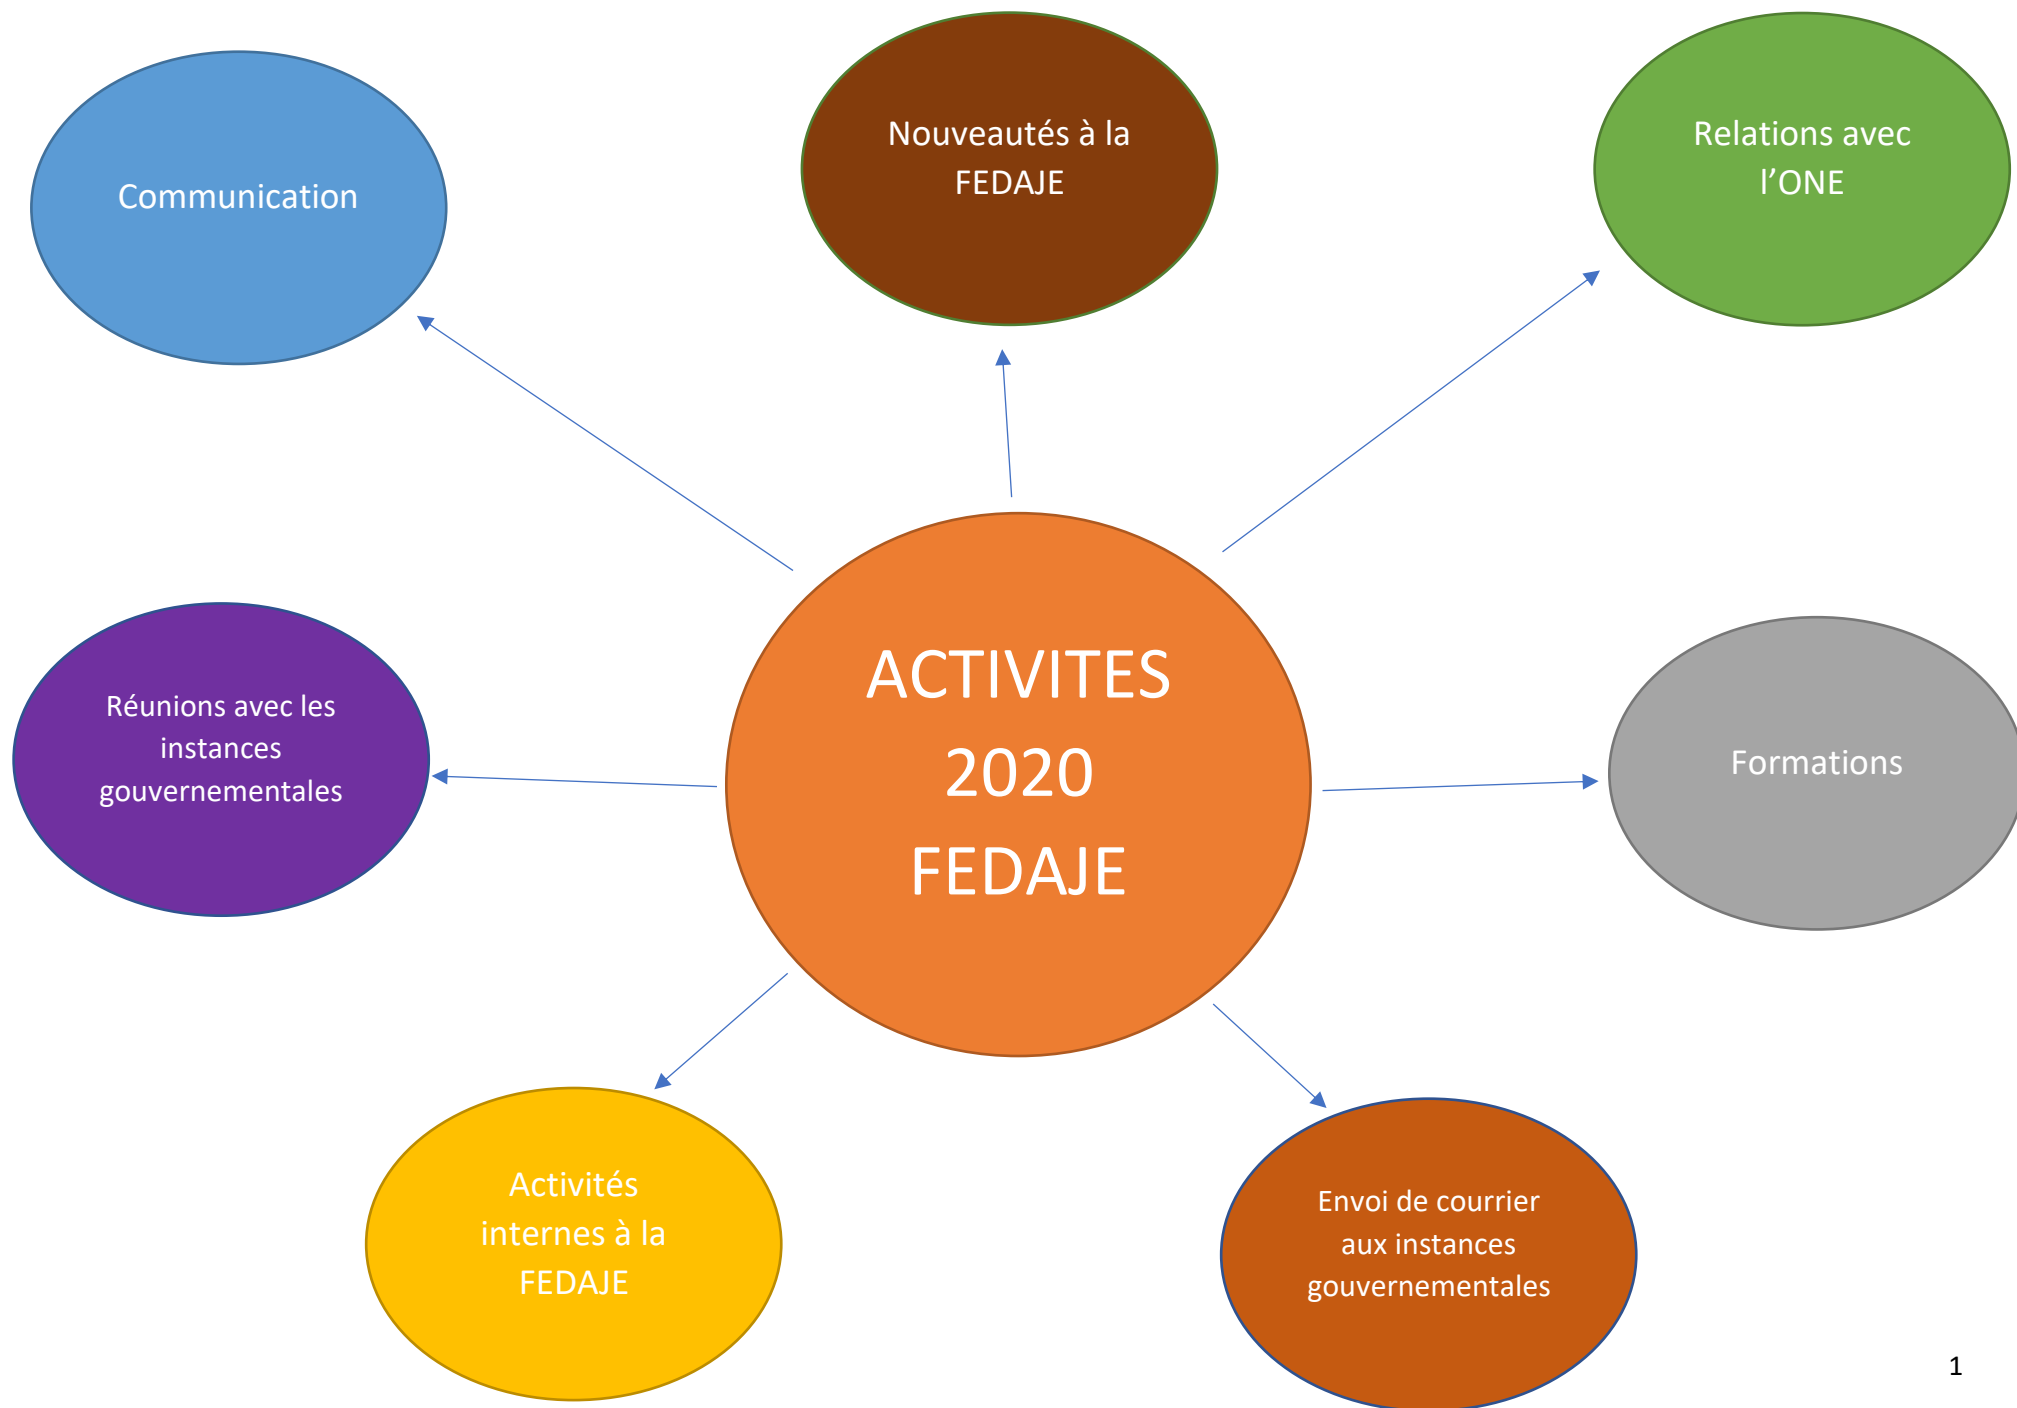 Communication
Nouveautés à la
FEDAJE
Relations avec
l’ONE
Réunions avec les
instances
gouvernementales
ACTIVITES
2020
FEDAJE
Formations
Activités
internes à la
FEDAJE
Envoi de courrier
aux instances
gouvernementales
1